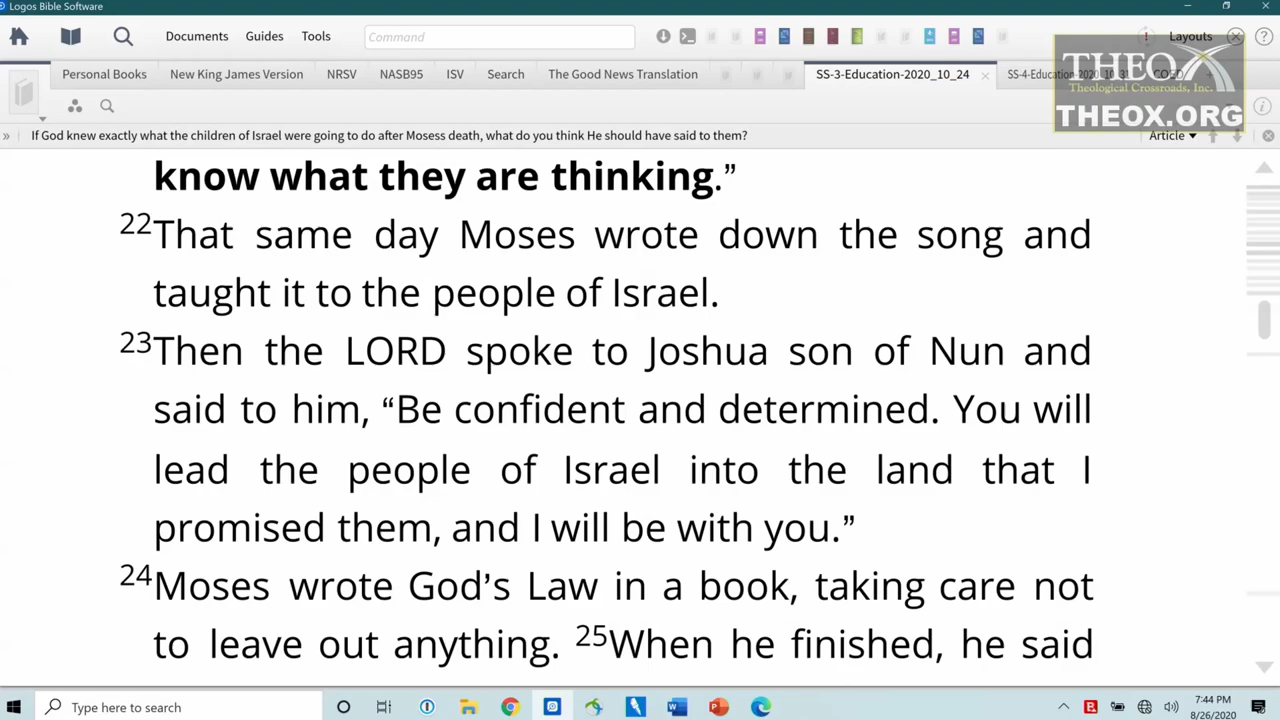 Logos Bible Software
Documents Guides Tools Command Layouts
Personal Books New King James Version NRSV NASB95 ISV Search The Good News Translation SS-3-Education-2020_10_24 SS-4-Education-2020_10_31
THEOX
Theological Crossroads, Inc.
THEOX.ORG
If God knew exactly what the children of Israel were going to do after Mosess death, what do you think He should have said to them? Article
know what they are thinking.”
22That same day Moses wrote down the song and
taught it to the people of Israel.
23Then the LORD spoke to Joshua son of Nun and
said to him, “Be confident and determined. You will
lead the people of Israel into the land that I
promised them, and I will be with you.”
24Moses wrote God’s Law in a book, taking care not
to leave out anything. 25When he finished, he said
Type here to search
7:44 PM
8/26/2020